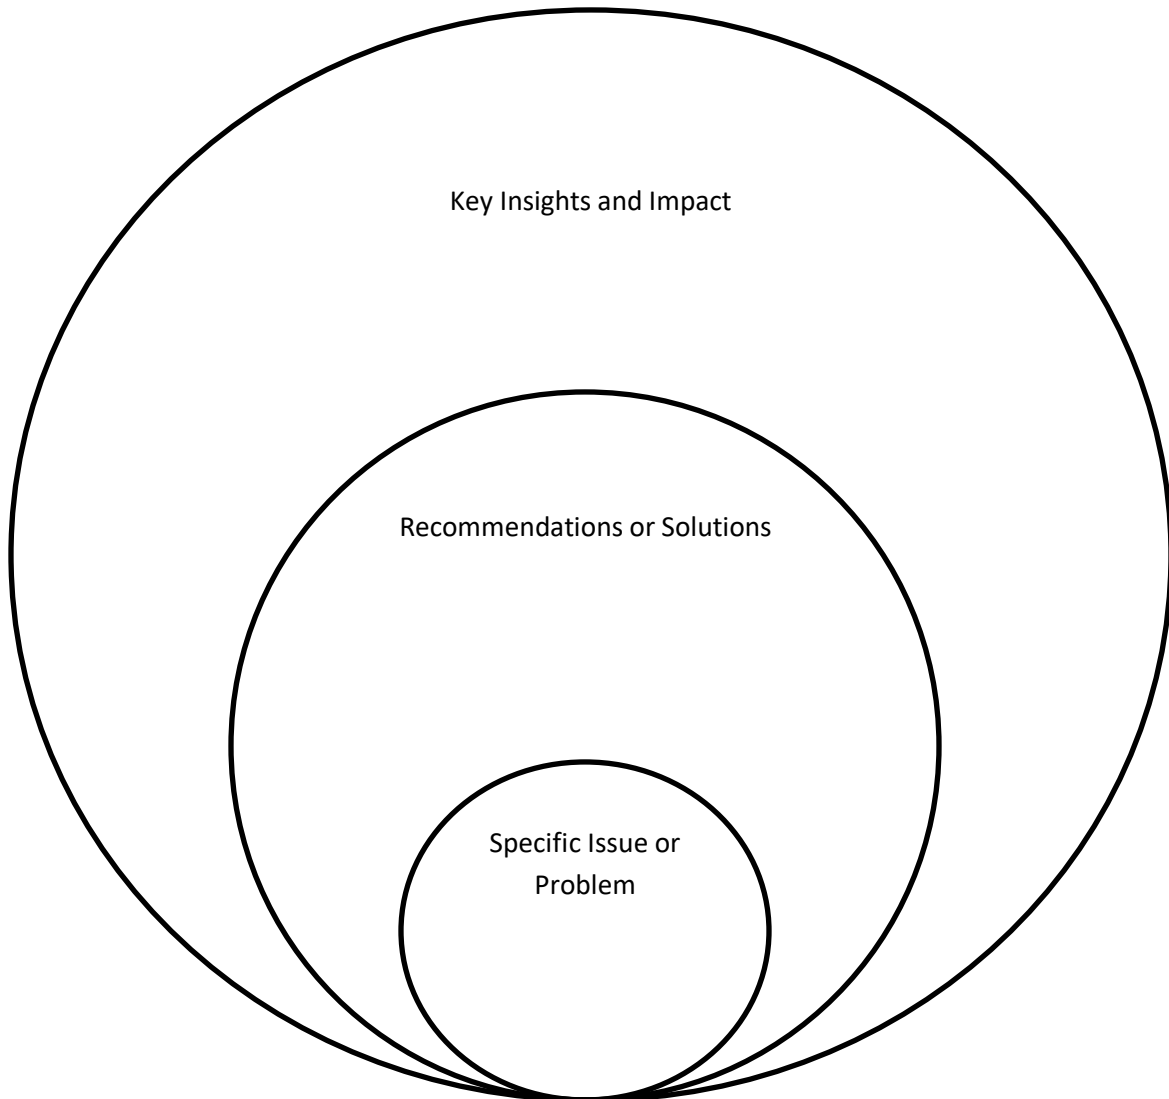 Key Insights and Impact
Recommendations or Solutions
Specific Issue or
Problem